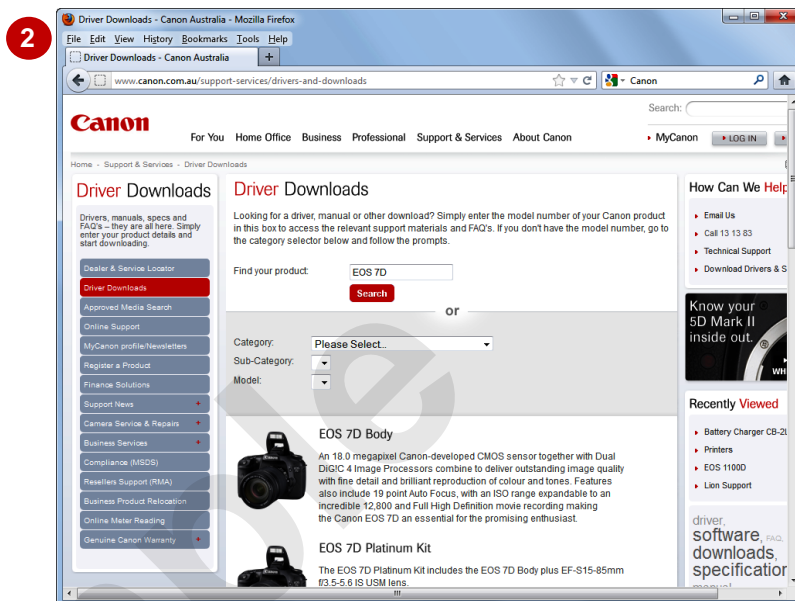 2
Driver Downloads - Canon Australia - Mozilla Firefox
File Edit View History Bookmarks Tools Help
Driver Downloads - Canon Australia
www.canon.com.au/support-services/drivers-and-downloads
Canon
Search:
Canon
For You Home Office Business Professional Support & Services About Canon
MyCanon LOG IN
Home - Support & Services - Driver Downloads
Driver Downloads
Drivers, manuals, specs and
FAQ's – they are all here. Simply
enter your product details and
start downloading.
Dealer & Service Locator
Driver Downloads
Approved Media Search
Online Support
MyCanon profile/Newsletters
Register a Product
Finance Solutions
Support News +
Camera Service & Repairs +
Business Services +
Compliance (MSDS)
Resellers Support (RMA)
Business Product Relocation
Online Meter Reading
Genuine Canon Warranty +
Driver Downloads
Looking for a driver, manual or other download? Simply enter the model number of your Canon product
in this box to access the relevant support materials and FAQ's. If you don't have the model number, go to
the category selector below and follow the prompts.
Find your product: EOS 7D
Search
or
Category: Please Select..
Sub-Category:
Model:
EOS 7D Body
An 18.0 megapixel Canon-developed CMOS sensor together with Dual
DiG!C 4 Image Processors combine to deliver outstanding image quality
with fine detail and brilliant reproduction of colour and tones. Features
also include 19 point Auto Focus, with an ISO range expandable to an
incredible 12,800 and Full High Definition movie recording making
the Canon EOS 7D an essential for the promising enthusiast.
EOS 7D Platinum Kit
The EOS 7D Platinum Kit includes the EOS 7D Body plus EF-S15-85mm
f/3.5-5.6 IS USM lens.
How Can We Help
Email Us
Call 13 13 83
Technical Support
Download Drivers & S
Know your
5D Mark II
inside out.
WH
Recently Viewed
Battery Charger CB-2L
Printers
EOS 1100D
Lion Support
driver,
software, FAQ,
downloads,
specification